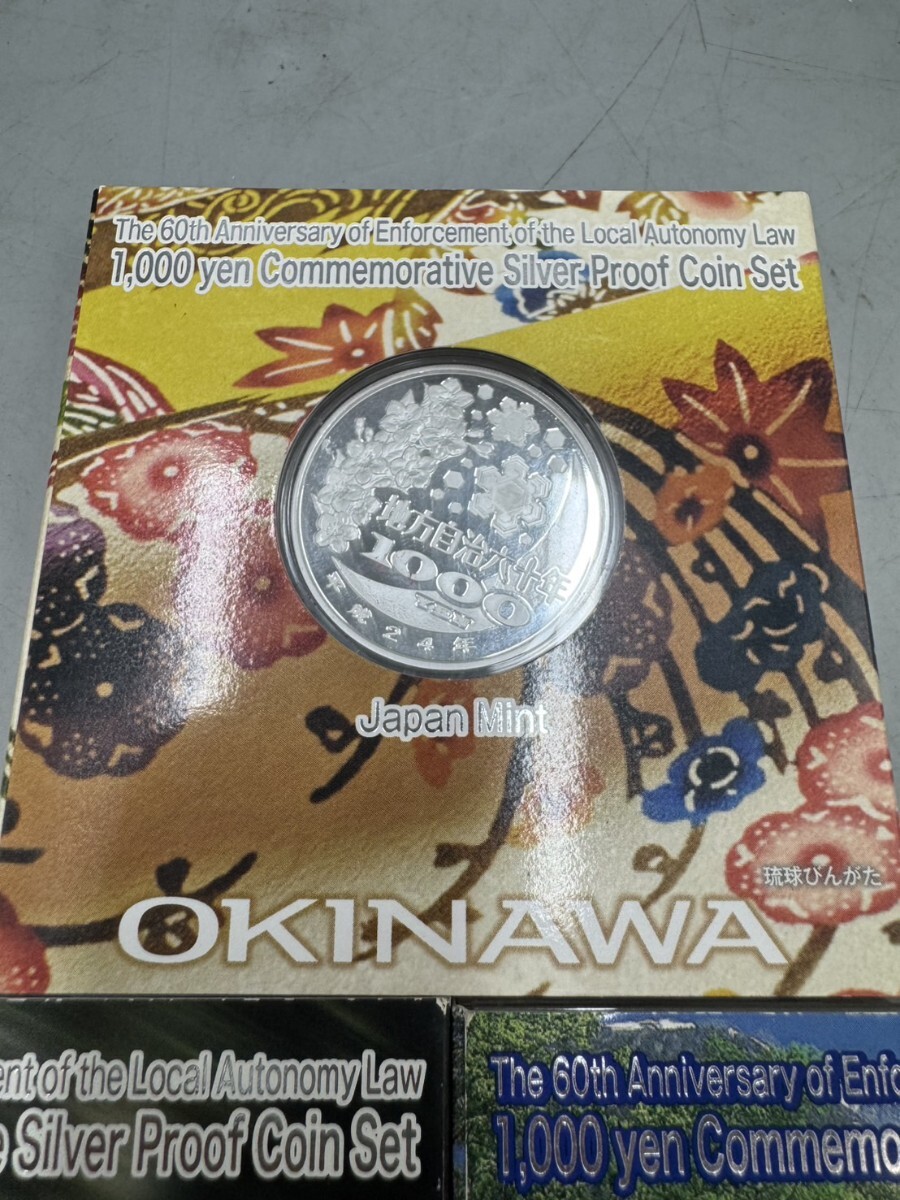 The 60th Anniversary of Enforcement of the Local Autonomy Law
1,000 yen Commemorative Silver Proof Coin Set
地方自治六十年
1000
YEN
平成24年
Japan Mint
琉球びんがた
OKINAWA
ent of the Local Autonomy Law
e Silver Proof Coin Set
The 60th Anniversary of Enfo
1,000 yen Commemo